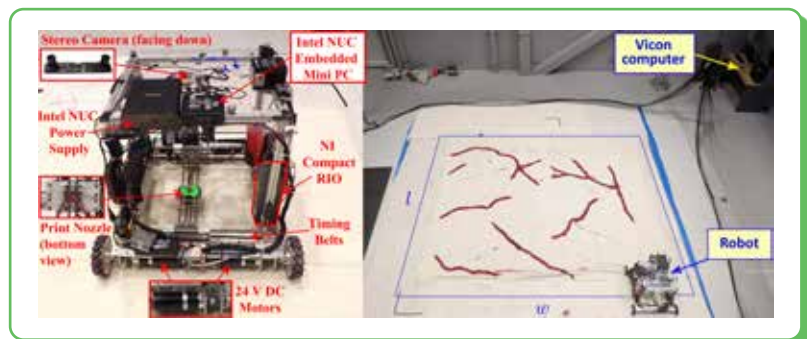 Stereo Camera (facing down)
Intel NUC
Embedded
Mini PC
Intel NUC
Power
Supply
NI
Compact
RIO
Print Nozzle
(bottom
view)
Timing
Belts
24 V DC
Motors
Vicon
computer
l
Robot
w